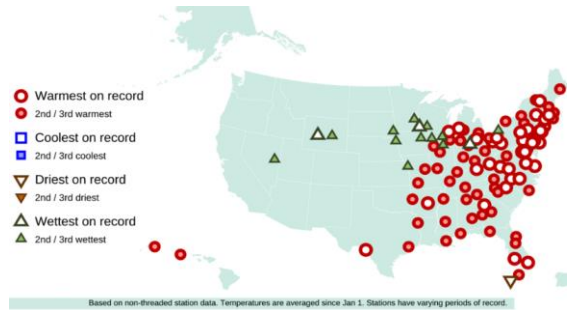 Warmest on record
2nd / 3rd warmest
Coolest on record
2nd / 3rd coolest
Driest on record
2nd / 3rd driest
Wettest on record
2nd / 3rd wettest
Based on non-threaded station data. Temperatures are averaged since Jan 1. Stations have varying periods of record.